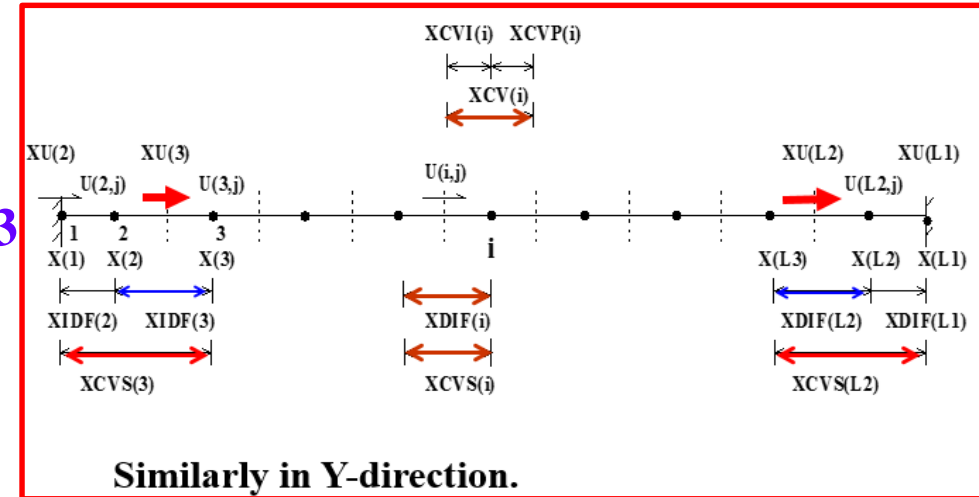 XCVI(i) XCVP(i)
XCV(i)
XU(2) XU(3) U(i,j) XU(L2) XU(L1)
U(2,j) U(3,j) U(L2,j)
3
1 2 3 i
X(1) X(2) X(3) X(L3) X(L2) X(L1)
XIDF(2) XIDF(3) XDIF(i) XDIF(L2) XDIF(L1)
XCVS(3) XCVS(i) XCVS(L2)
Similarly in Y-direction.